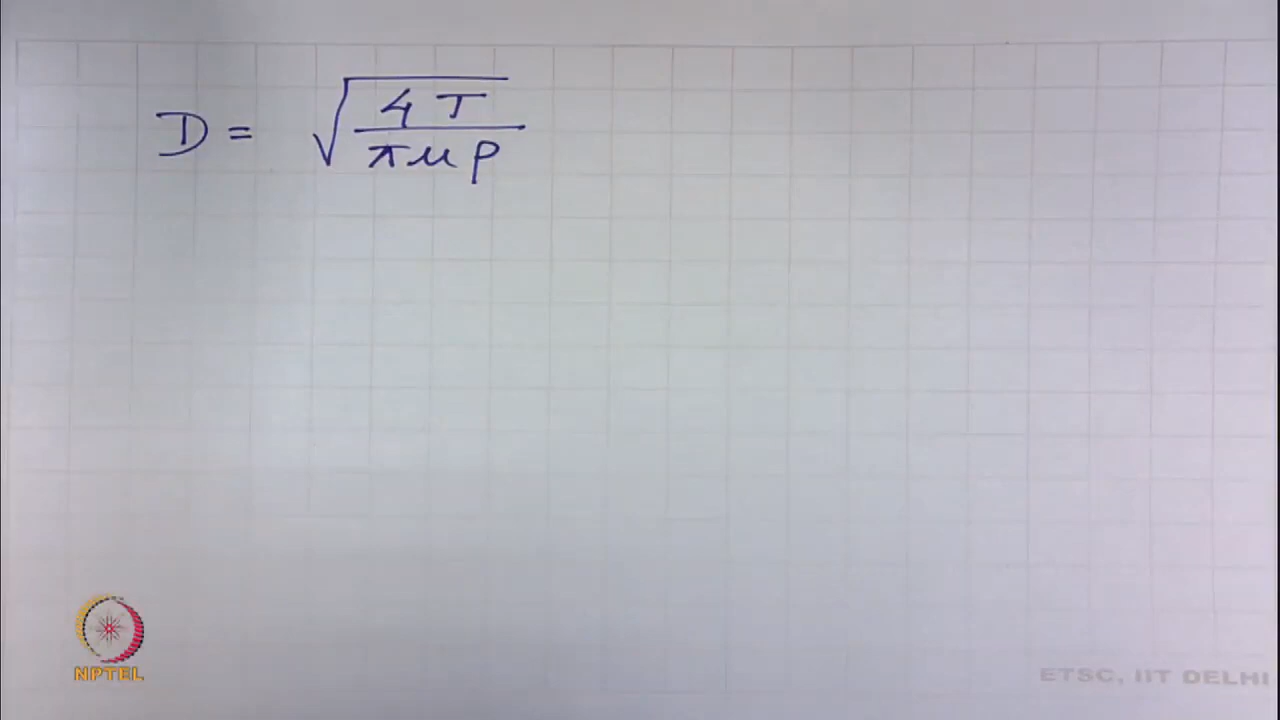 D = √(4T / πμp)
NPTEL
ETSC, IIT DELHI